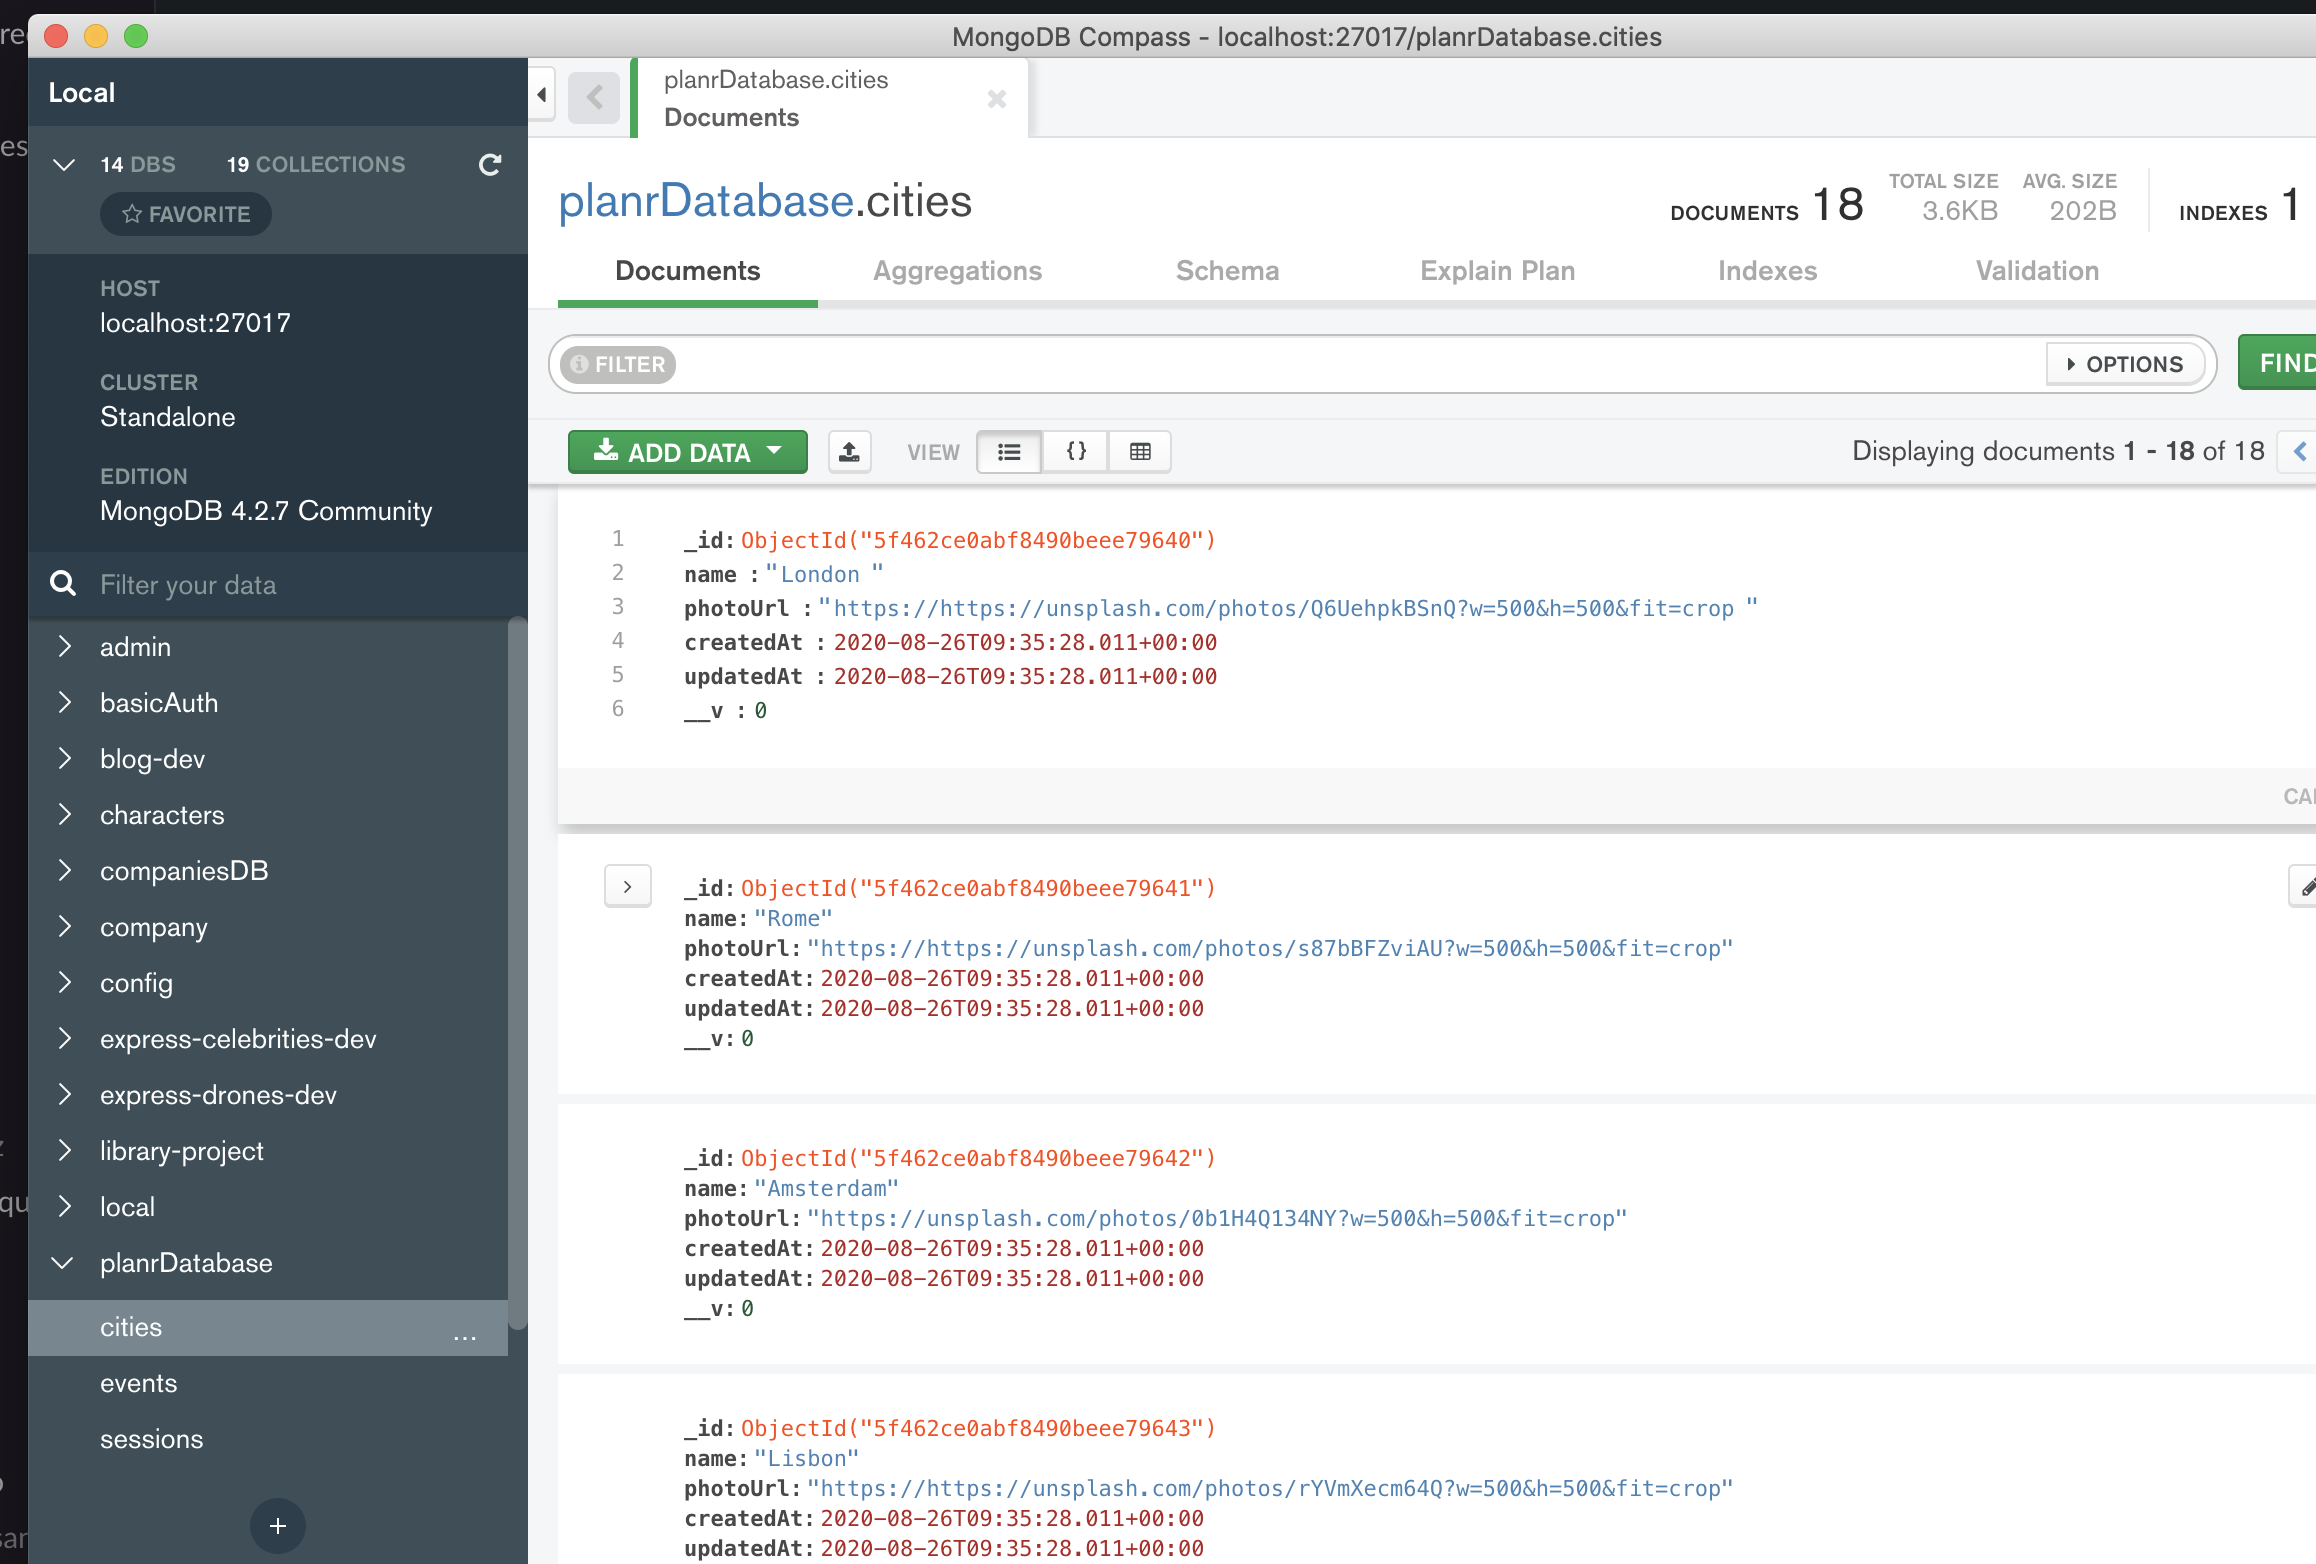 MongoDB Compass - localhost:27017/planrDatabase.cities
Local
14 DBS 19 COLLECTIONS
FAVORITE
HOST
localhost:27017
CLUSTER
Standalone
EDITION
MongoDB 4.2.7 Community
Filter your data
admin
basicAuth
blog-dev
characters
companiesDB
company
config
express-celebrities-dev
express-drones-dev
library-project
local
planrDatabase
cities ...
events
sessions
+
planrDatabase.cities
Documents
planrDatabase.cities
DOCUMENTS 18 TOTAL SIZE 3.6KB AVG. SIZE 202B INDEXES 1
Documents Aggregations Schema Explain Plan Indexes Validation
FILTER OPTIONS FIND
ADD DATA VIEW {} Displaying documents 1 - 18 of 18
1 _id: ObjectId("5f462ce0abf8490beee79640")
2 name : "London "
3 photoUrl : "https://https://unsplash.com/photos/Q6UehpkBSnQ?w=500&h=500&fit=crop "
4 createdAt : 2020-08-26T09:35:28.011+00:00
5 updatedAt : 2020-08-26T09:35:28.011+00:00
6 __v : 0
_id: ObjectId("5f462ce0abf8490beee79641")
name: "Rome"
photoUrl: "https://https://unsplash.com/photos/s87bBFZviAU?w=500&h=500&fit=crop"
createdAt: 2020-08-26T09:35:28.011+00:00
updatedAt: 2020-08-26T09:35:28.011+00:00
__v: 0
_id: ObjectId("5f462ce0abf8490beee79642")
name: "Amsterdam"
photoUrl: "https://unsplash.com/photos/0b1H4Q134NY?w=500&h=500&fit=crop"
createdAt: 2020-08-26T09:35:28.011+00:00
updatedAt: 2020-08-26T09:35:28.011+00:00
__v: 0
_id: ObjectId("5f462ce0abf8490beee79643")
name: "Lisbon"
photoUrl: "https://https://unsplash.com/photos/rYVmXecm64Q?w=500&h=500&fit=crop"
createdAt: 2020-08-26T09:35:28.011+00:00
updatedAt: 2020-08-26T09:35:28.011+00:00